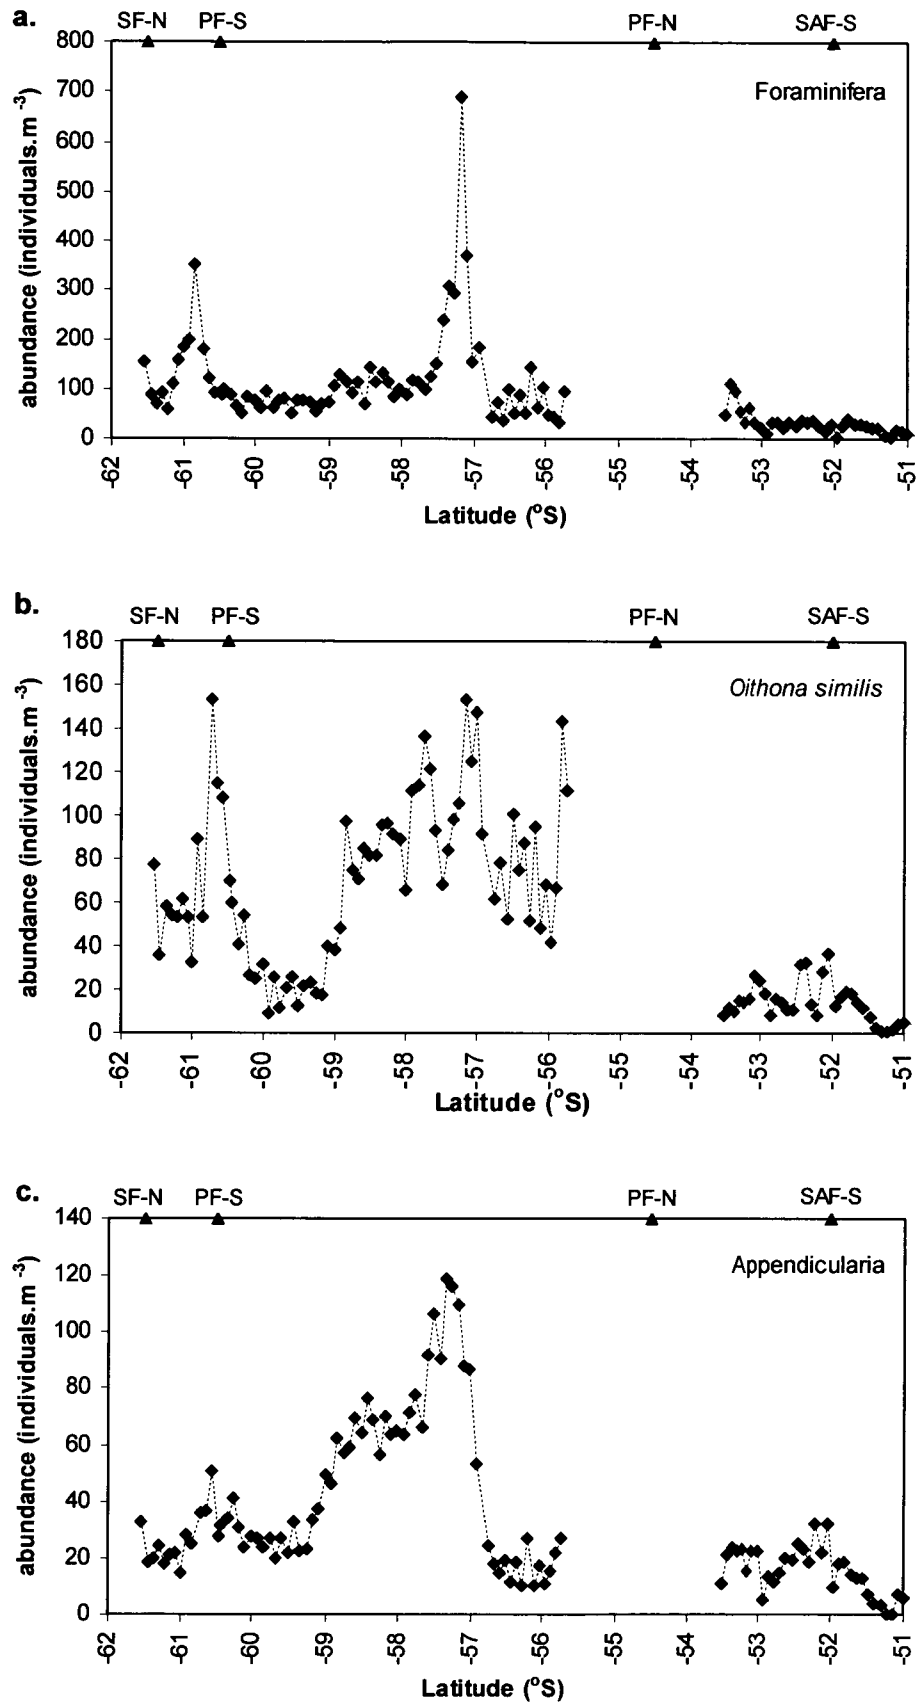 a.
SF-N PF-S PF-N SAF-S
800
700
600
500
400
300
200
100
0
abundance (individuals.m -3)
Foraminifera
-62 -61 -60 -59 -58 -57 -56 -55 -54 -53 -52 -51
Latitude (oS)
b.
SF-N PF-S PF-N SAF-S
180
160
140
120
100
80
60
40
20
0
abundance (individuals.m -3)
Oithona similis
-62 -61 -60 -59 -58 -57 -56 -55 -54 -53 -52 -51
Latitude (oS)
c.
SF-N PF-S PF-N SAF-S
140
120
100
80
60
40
20
0
abundance (individuals.m -3)
Appendicularia
-62 -61 -60 -59 -58 -57 -56 -55 -54 -53 -52 -51
Latitude (oS)